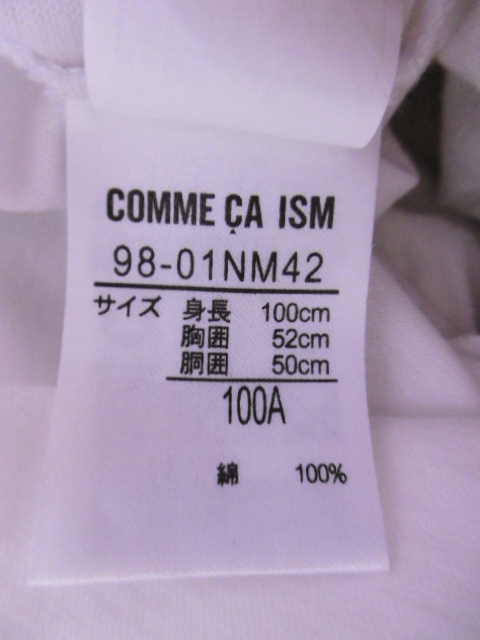 COMME ÇA ISM
98-01NM42
サイズ 身長 100cm
胸囲 52cm
胴囲 50cm
100A
綿 100%